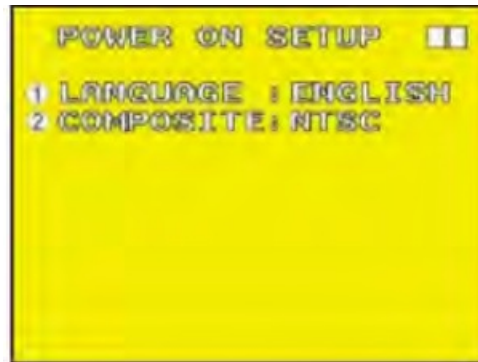 POWER ON SETUP
1 LANGUAGE : ENGLISH
2 COMPOSITE: NTSC